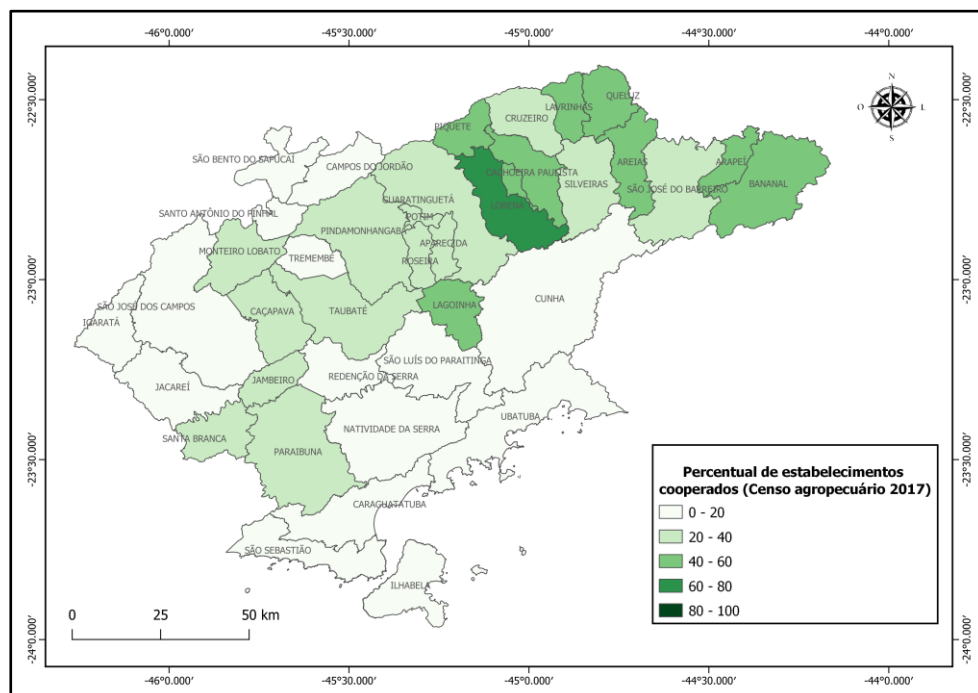 -46°0.000' -45°30.000' -45°0.000' -44°30.000' -44°0.000'
-22°30.000' -22°30.000'
N
O L
S
QUELUZ
LAVRINHAS
CRUZEIRO
PIQUETE
SÃO BENTO DO SAPUCAÍ
CAMPOS DO JORDÃO
CACHOEIRA PAULISTA
AREIAS
ARAPEÍ
SILVEIRAS
SÃO JOSÉ DO BARREIRO
BANANAL
GUARATINGUETÁ
LORENA
SANTO ANTÔNIO DO PINHAL
POTIM
PINDAMONHANGABA
APARECIDA
MONTEIRO LOBATO
TREMEMBÉ
ROSEIRA
-23°0.000' -23°0.000'
SÃO JOSÉ DOS CAMPOS
CUNHA
LAGOINHA
CAÇAPAVA
TAUBATÉ
IGARATÁ
SÃO LUÍS DO PARAITINGA
JACAREÍ
JAMBEIRO
REDENÇÃO DA SERRA
UBATUBA
NATIVIDADE DA SERRA
SANTA BRANCA
PARAIBUNA
-23°30.000' -23°30.000'
CARAGUATATUBA
SÃO SEBASTIÃO
ILHABELA
Percentual de estabelecimentos
cooperados (Censo agropecuário 2017)
0 - 20
20 - 40
40 - 60
60 - 80
80 - 100
0 25 50 km
-24°0.000' -24°0.000'
-46°0.000' -45°30.000' -45°0.000' -44°30.000' -44°0.000'